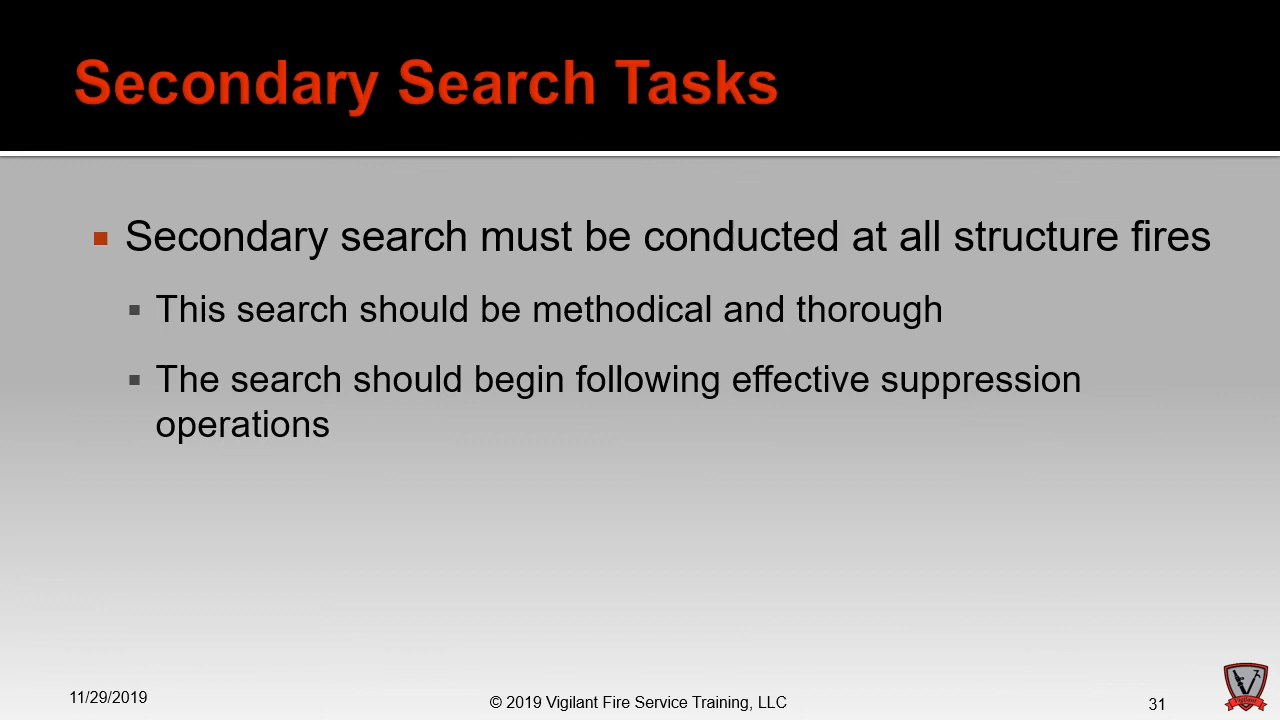 Secondary Search Tasks
Secondary search must be conducted at all structure fires
This search should be methodical and thorough
The search should begin following effective suppression
operations
11/29/2019
© 2019 Vigilant Fire Service Training, LLC
31
Vigilant